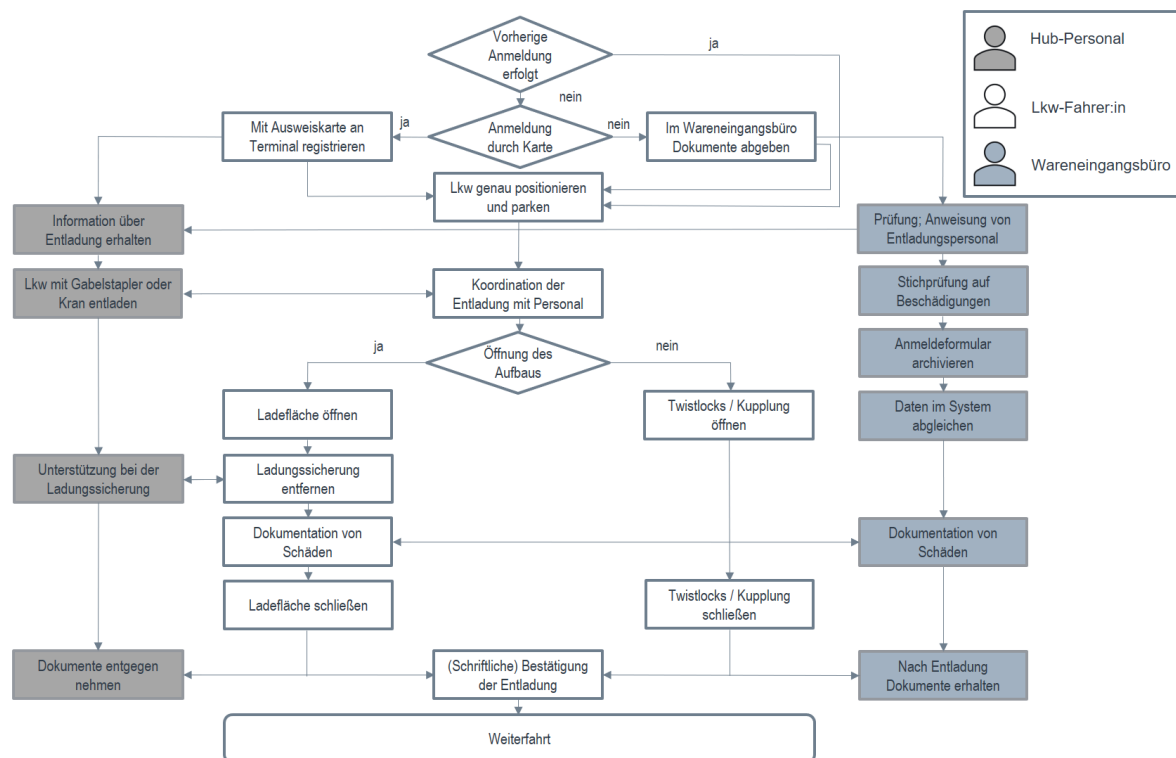 Vorherige
Anmeldung
erfolgt
ja
nein
Mit Ausweiskarte an
Terminal registrieren
ja
Anmeldung
durch Karte
nein
Im Wareneingangsbüro
Dokumente abgeben
Hub-Personal
Lkw-Fahrer:in
Wareneingangsbüro
Lkw genau positionieren
und parken
Information über
Entladung erhalten
Prüfung; Anweisung von
Entladungspersonal
Lkw mit Gabelstapler oder
Kran entladen
Koordination der
Entladung mit Personal
Stichprüfung auf
Beschädigungen
ja
Öffnung des
Aufbaus
nein
Anmeldeformular
archivieren
Ladefläche öffnen
Twistlocks / Kupplung
öffnen
Daten im System
abgleichen
Unterstützung bei der
Ladungssicherung
Ladungssicherung
entfernen
Dokumentation von
Schäden
Dokumentation von
Schäden
Ladefläche schließen
Twistlocks / Kupplung
schließen
Dokumente entgegen
nehmen
(Schriftliche) Bestätigung
der Entladung
Nach Entladung
Dokumente erhalten
Weiterfahrt